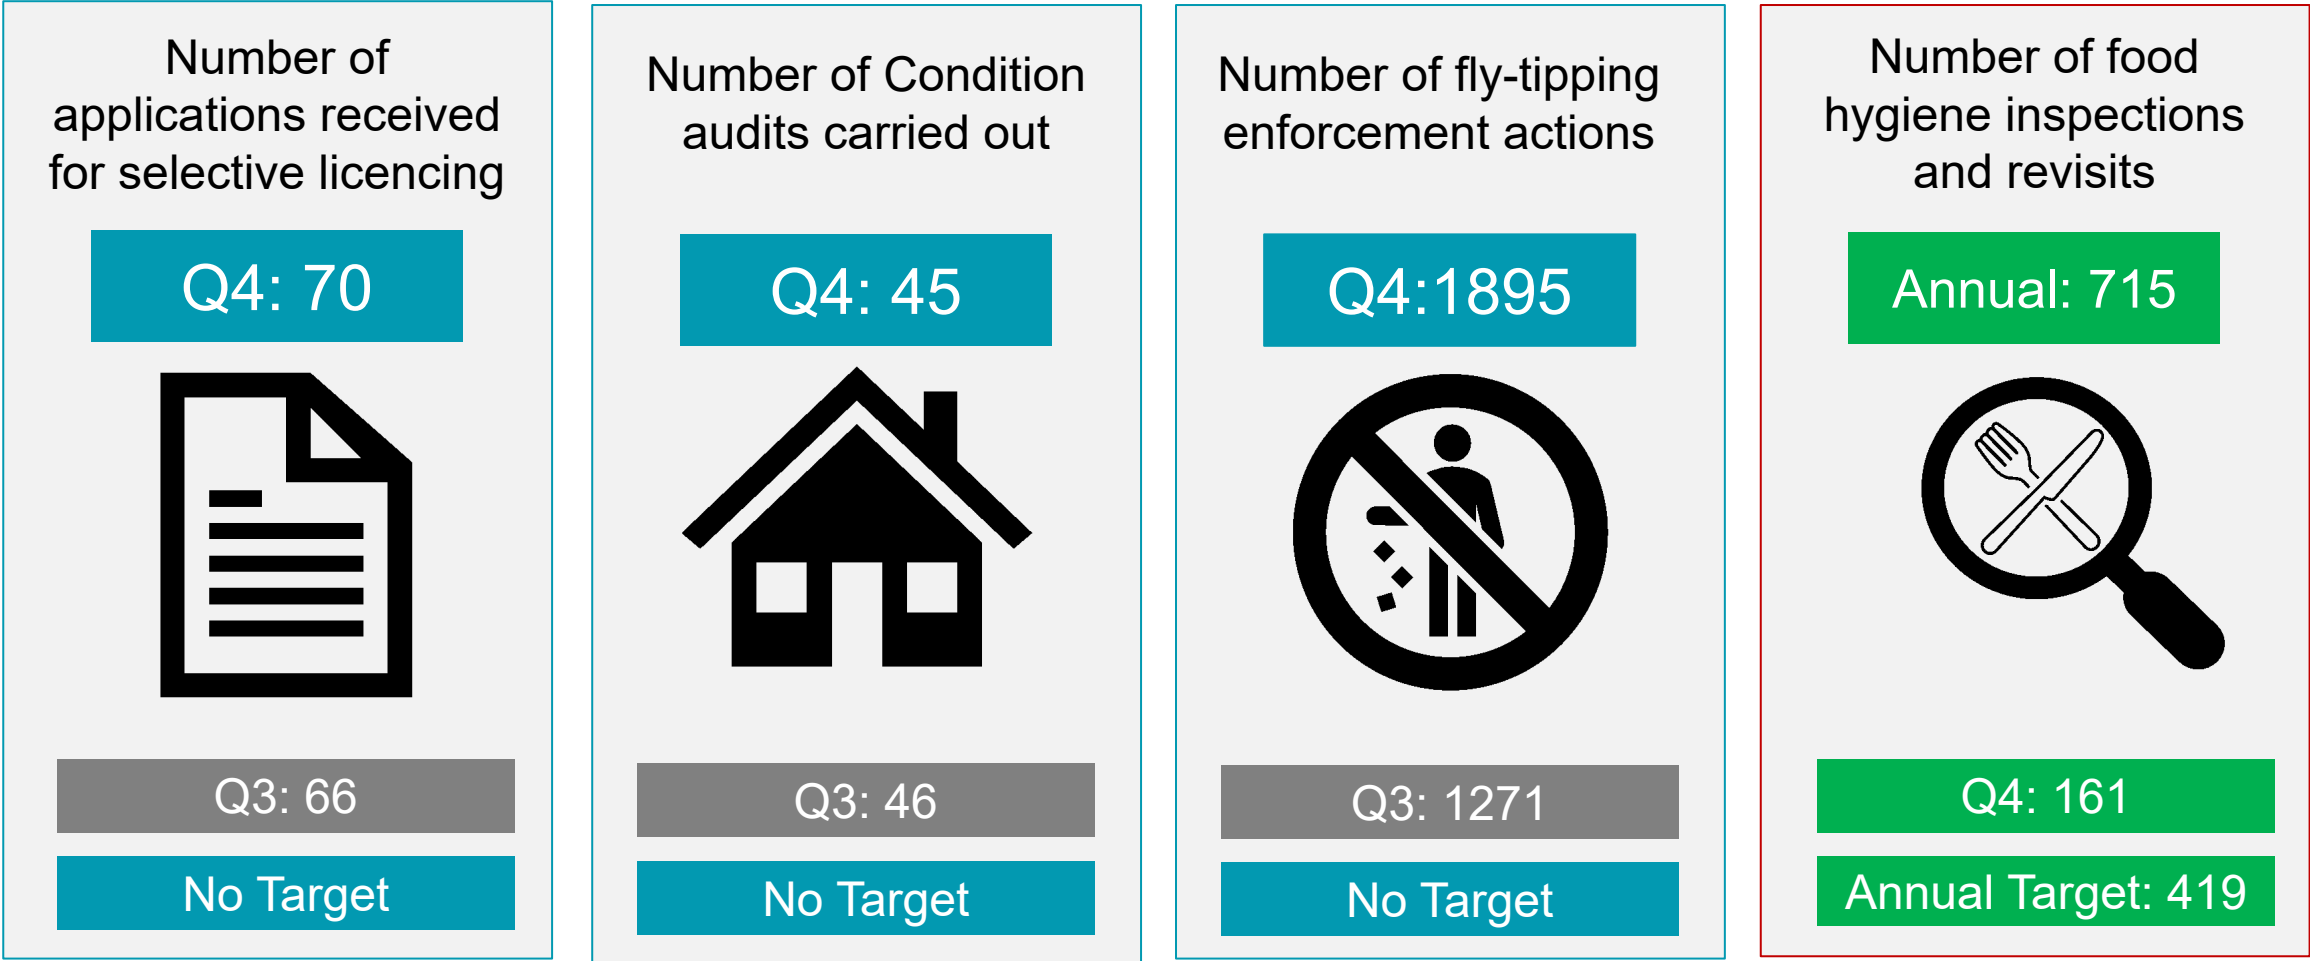 Number of
applications received
for selective licencing
Q4: 70
Q3: 66
No Target
Number of Condition
audits carried out
Q4: 45
Q3: 46
No Target
Number of fly-tipping
enforcement actions
Q4:1895
Q3: 1271
No Target
Number of food
hygiene inspections
and revisits
Annual: 715
Q4: 161
Annual Target: 419